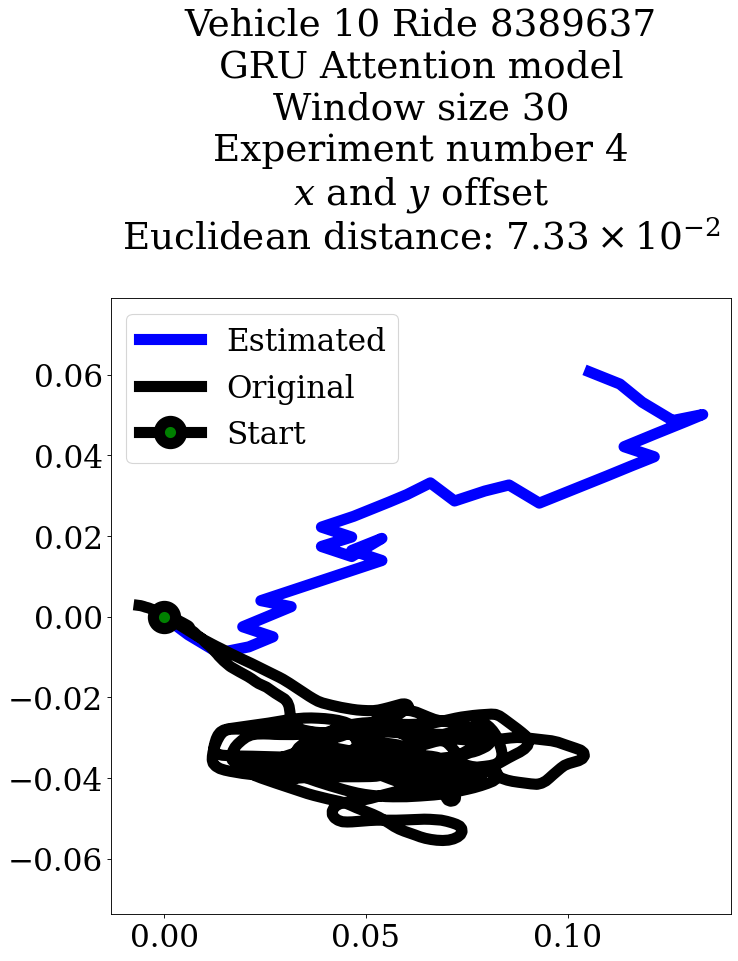 Vehicle 10 Ride 8389637
GRU Attention model
Window size 30
Experiment number 4
x and y offset
Euclidean distance: 7.33 × 10⁻²
Estimated
Original
Start
0.06
0.04
0.02
0.00
−0.02
−0.04
−0.06
0.00 0.05 0.10